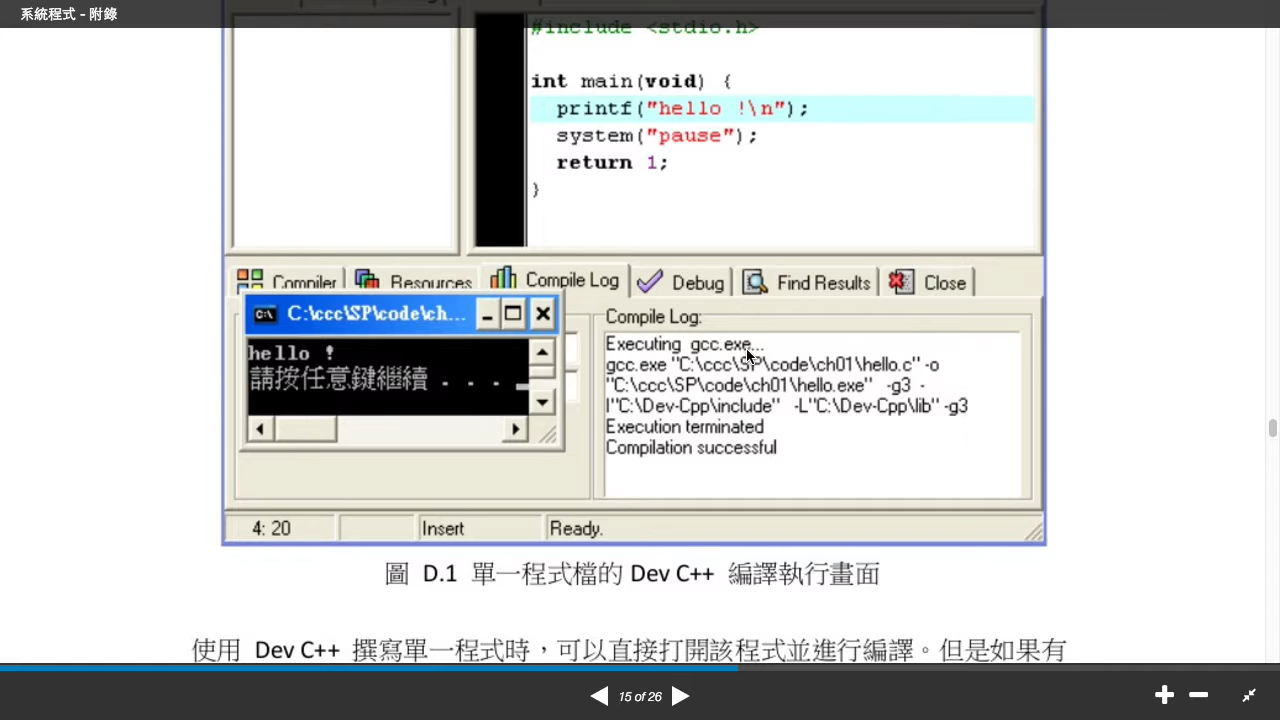 系統程式 - 附錄
#include <stdio.h>
int main(void) {
printf("hello !\n");
system("pause");
return 1;
}
Compiler
Resources
Compile Log
Debug
Find Results
Close
C:\ccc\SP\code\ch...
hello !
請按任意鍵繼續 . . .
Compile Log:
Executing gcc.exe...
gcc.exe "C:\ccc\SP\code\ch01\hello.c" -o
"C:\ccc\SP\code\ch01\hello.exe" -g3 -
I"C:\Dev-Cpp\include" -L"C:\Dev-Cpp\lib" -g3
Execution terminated
Compilation successful
4: 20
Insert
Ready.
圖 D.1 單一程式檔的 Dev C++ 編譯執行畫面
使用 Dev C++ 撰寫單一程式時，可以直接打開該程式並進行編譯。但是如果有
15 of 26